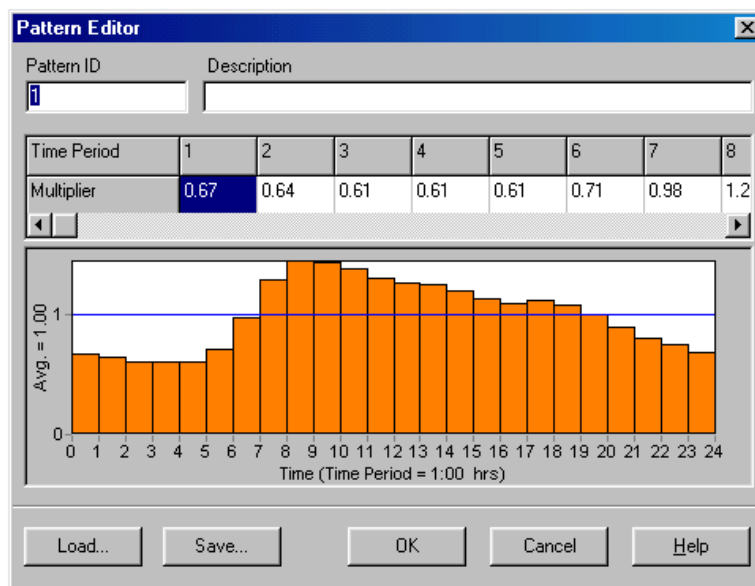 Pattern Editor
Pattern ID Description
1
Time Period 1 2 3 4 5 6 7 8
Multiplier 0.67 0.64 0.61 0.61 0.61 0.71 0.98 1.2
Avg. = 1.00
1
0
0 1 2 3 4 5 6 7 8 9 10 11 12 13 14 15 16 17 18 19 20 21 22 23 24
Time (Time Period = 1:00 hrs)
Load... Save... OK Cancel Help